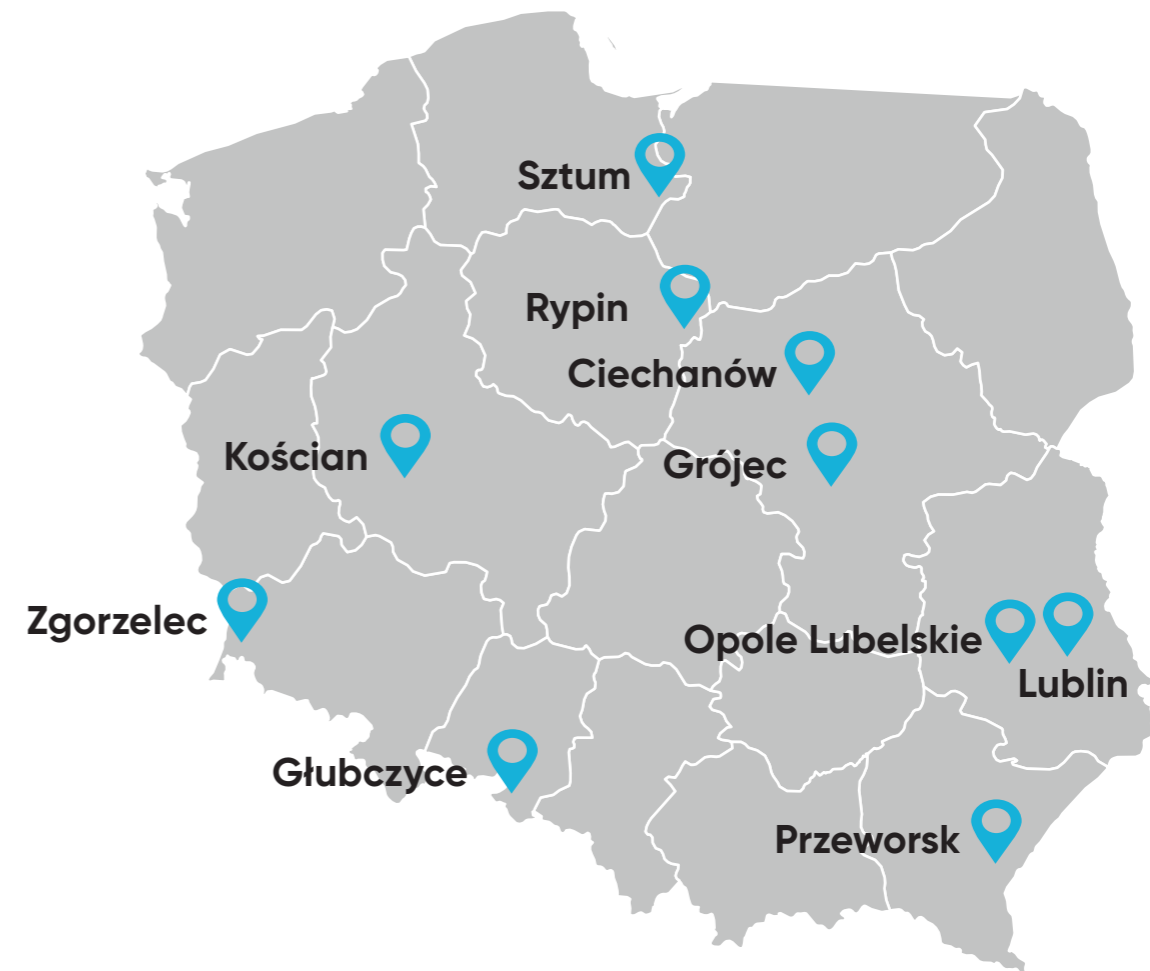 Sztum
Rypin
Ciechanów
Kościan
Grójec
Zgorzelec
Opole Lubelskie
Lublin
Głubczyce
Przeworsk